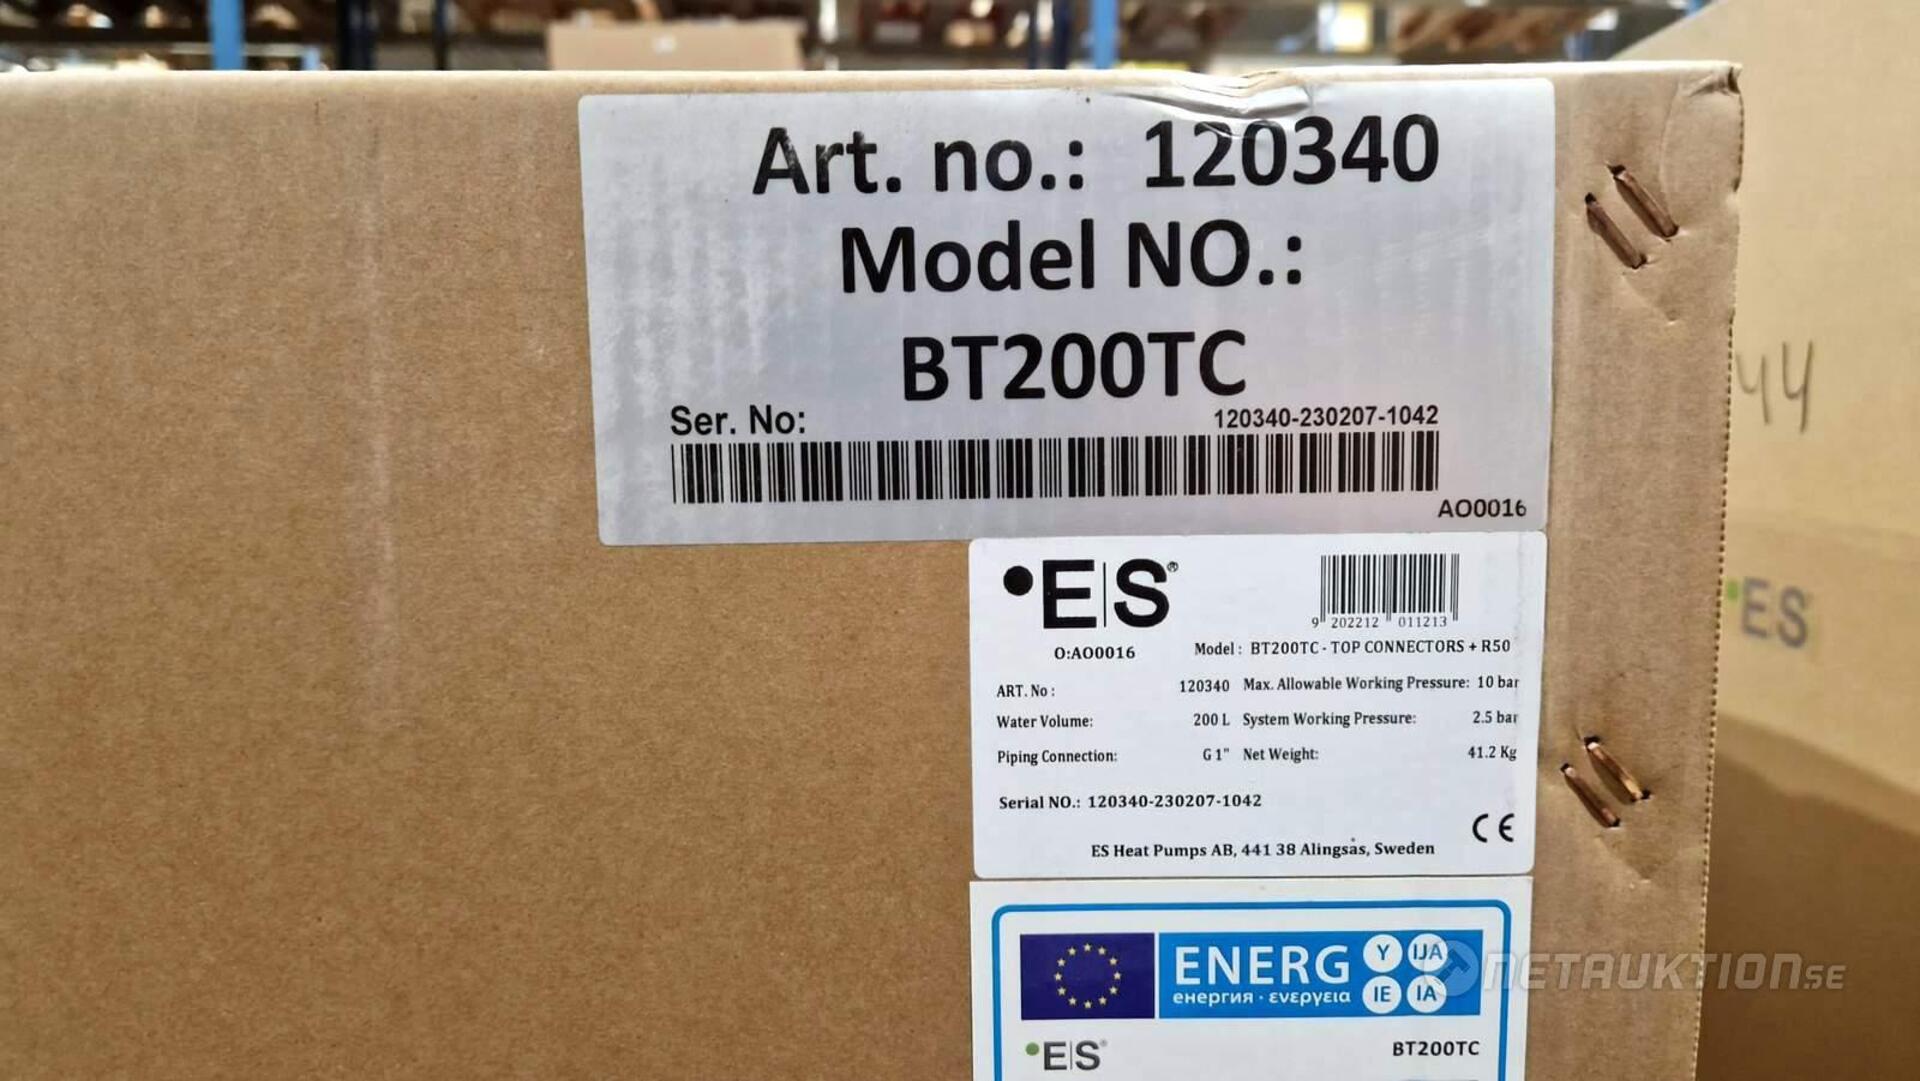 Art. no.: 120340
Model NO.:
BT200TC
Ser. No: 120340-230207-1042
AO0016
E|S®
9 202212 011213
O:AO0016
Model : BT200TC - TOP CONNECTORS + R50
ART. No : 120340 Max. Allowable Working Pressure: 10 bar
Water Volume: 200 L System Working Pressure: 2.5 bar
Piping Connection: G 1" Net Weight: 41.2 Kg
Serial NO.: 120340-230207-1042
CE
ES Heat Pumps AB, 441 38 Alingsås, Sweden
ENERG Y IJA
енергия · ενεργεια IE IA
E|S® BT200TC
44
ES
NETAUKTION.SE